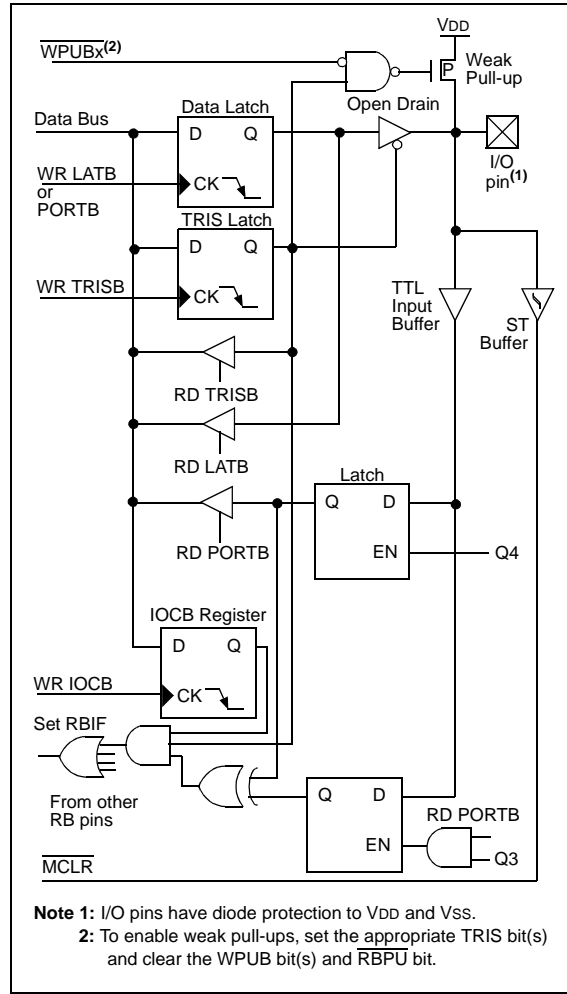 VDD
WPUBx(2)
P
Weak
Pull-up
Data Bus
Data Latch
D Q
Open Drain
I/O
pin(1)
WR LATB
or
PORTB
CK
TRIS Latch
D Q
WR TRISB
CK
TTL
Input
Buffer
ST
Buffer
RD TRISB
RD LATB
Latch
Q D
RD PORTB
EN
Q4
IOCB Register
D Q
WR IOCB
CK
Set RBIF
From other
RB pins
Q D
RD PORTB
EN
Q3
MCLR
Note 1: I/O pins have diode protection to VDD and VSS.
2: To enable weak pull-ups, set the appropriate TRIS bit(s)
and clear the WPUB bit(s) and RBPU bit.